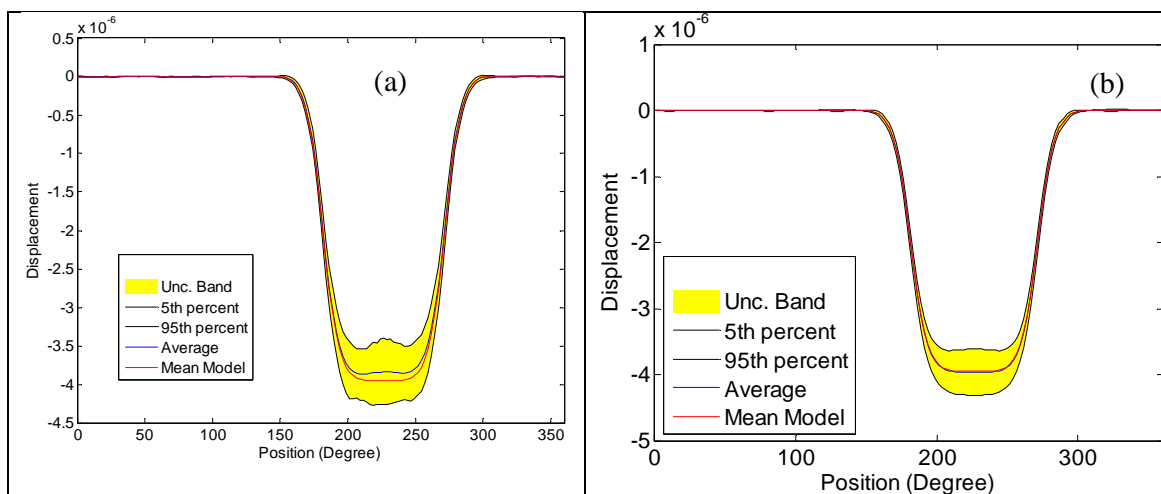 x 10^-6
0.5
(a)
0
-0.5
-1
-1.5
-2
-2.5
-3
-3.5
-4
-4.5
Displacement
Unc. Band
5th percent
95th percent
Average
Mean Model
0 50 100 150 200 250 300 350
Position (Degree)
x 10^-6
1
(b)
0
-1
-2
-3
-4
-5
Displacement
Unc. Band
5th percent
95th percent
Average
Mean Model
0 100 200 300
Position (Degree)